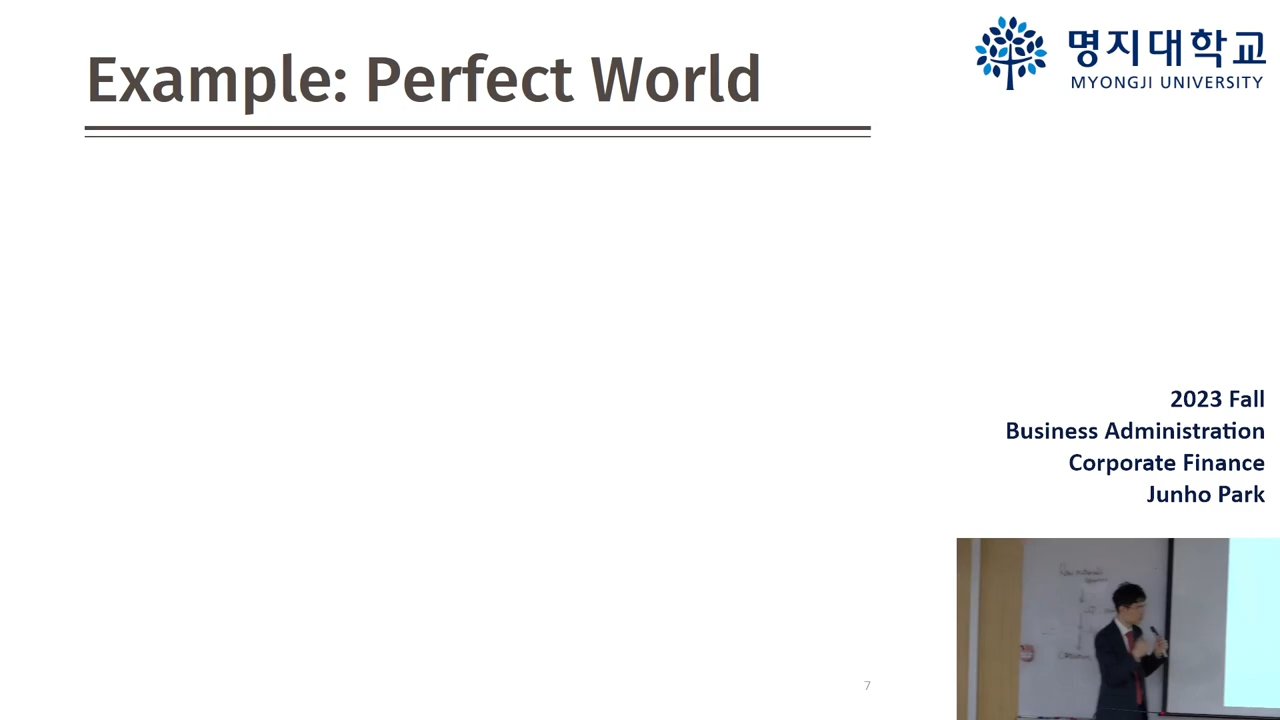 Example: Perfect World
명지대학교
MYONGJI UNIVERSITY
2023 Fall
Business Administration
Corporate Finance
Junho Park
7